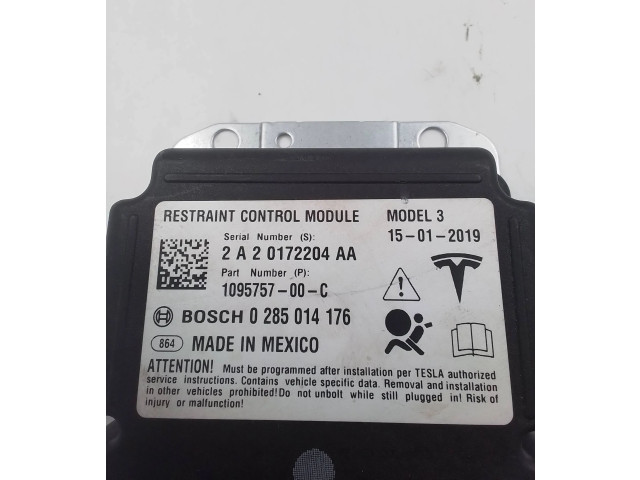 RESTRAINT CONTROL MODULE MODEL 3
Serial Number (S): 15-01-2019
2 A 2 0172204 AA
Part Number (P):
1095757-00-C
BOSCH 0 285 014 176
864 MADE IN MEXICO
ATTENTION! Must be programmed after installation per TESLA authorized
service instructions. Contains vehicle specific data. Removal and installation
in other vehicles prohibited!Do not unbolt while still plugged in! Risk of
injury or malfunction!